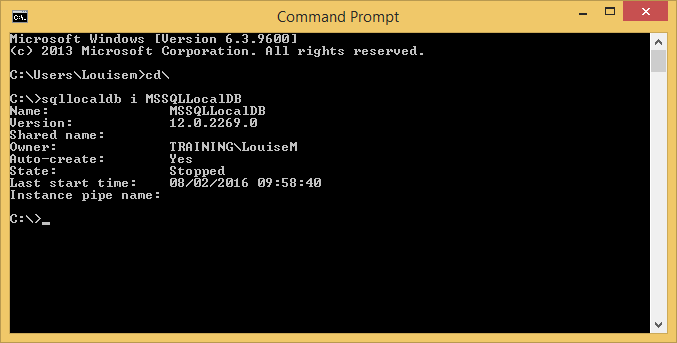 Command Prompt
Microsoft Windows [Version 6.3.9600]
(c) 2013 Microsoft Corporation. All rights reserved.
C:\Users\Louisem>cd\
C:\>sqllocaldb i MSSQLLocalDB
Name: MSSQLLocalDB
Version: 12.0.2269.0
Shared name:
Owner: TRAINING\LouiseM
Auto-create: Yes
State: Stopped
Last start time: 08/02/2016 09:58:40
Instance pipe name:
C:\>_